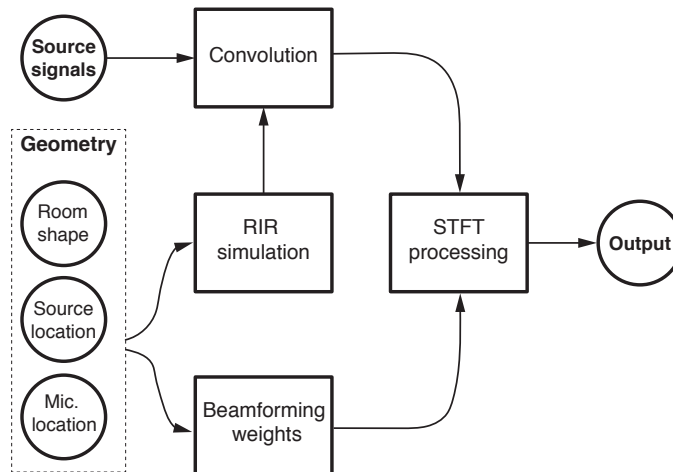 Source
signals
Convolution
Geometry
Room
shape
RIR
simulation
STFT
processing
Output
Source
location
Mic.
location
Beamforming
weights